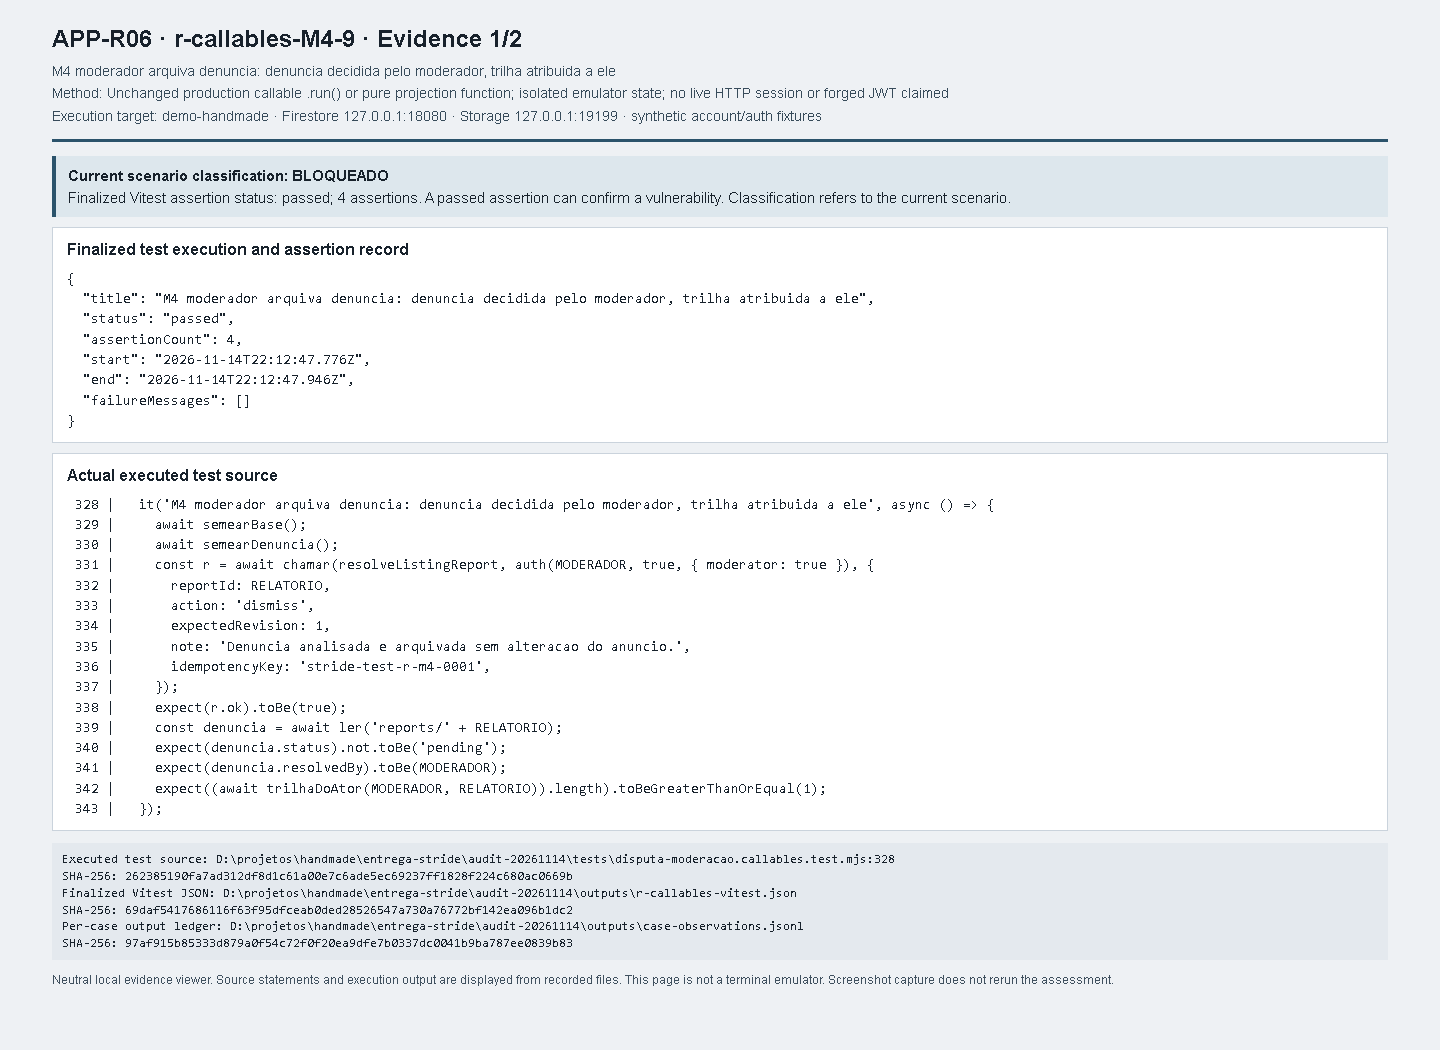 APP-R06 · r-callables-M4-9 · Evidence 1/2
M4 moderador arquiva denuncia: denuncia decidida pelo moderador, trilha atribuida a ele
Method: Unchanged production callable .run() or pure projection function; isolated emulator state; no live HTTP session or forged JWT claimed
Execution target: demo-handmade · Firestore 127.0.0.1:18080 · Storage 127.0.0.1:19199 · synthetic account/auth fixtures
Current scenario classification: BLOQUEADO
Finalized Vitest assertion status: passed; 4 assertions. A passed assertion can confirm a vulnerability. Classification refers to the current scenario.
Finalized test execution and assertion record
{
  "title": "M4 moderador arquiva denuncia: denuncia decidida pelo moderador, trilha atribuida a ele",
  "status": "passed",
  "assertionCount": 4,
  "start": "2026-11-14T22:12:47.776Z",
  "end": "2026-11-14T22:12:47.946Z",
  "failureMessages": []
}
Actual executed test source
328 |   it('M4 moderador arquiva denuncia: denuncia decidida pelo moderador, trilha atribuida a ele', async () => {
329 |     await semearBase();
330 |     await semearDenuncia();
331 |     const r = await chamar(resolveListingReport, auth(MODERADOR, true, { moderator: true }), {
332 |       reportId: RELATORIO,
333 |       action: 'dismiss',
334 |       expectedRevision: 1,
335 |       note: 'Denuncia analisada e arquivada sem alteracao do anuncio.',
336 |       idempotencyKey: 'stride-test-r-m4-0001',
337 |     });
338 |     expect(r.ok).toBe(true);
339 |     const denuncia = await ler('reports/' + RELATORIO);
340 |     expect(denuncia.status).not.toBe('pending');
341 |     expect(denuncia.resolvedBy).toBe(MODERADOR);
342 |     expect((await trilhaDoAtor(MODERADOR, RELATORIO)).length).toBeGreaterThanOrEqual(1);
343 |   });
Executed test source: D:\projetos\handmade\entrega-stride\audit-20261114\tests\disputa-moderacao.callables.test.mjs:328
SHA-256: 262385190fa7ad312df8d1c61a00e7c6ade5ec69237ff1828f224c680ac0669b
Finalized Vitest JSON: D:\projetos\handmade\entrega-stride\audit-20261114\outputs\r-callables-vitest.json
SHA-256: 69daf5417686116f63f95dfceab0ded28526547a730a76772bf142ea096b1dc2
Per-case output ledger: D:\projetos\handmade\entrega-stride\audit-20261114\outputs\case-observations.jsonl
SHA-256: 97af915b85333d879a0f54c72f0f20ea9dfe7b0337dc0041b9ba787ee0839b83
Neutral local evidence viewer. Source statements and execution output are displayed from recorded files. This page is not a terminal emulator. Screenshot capture does not rerun the assessment.